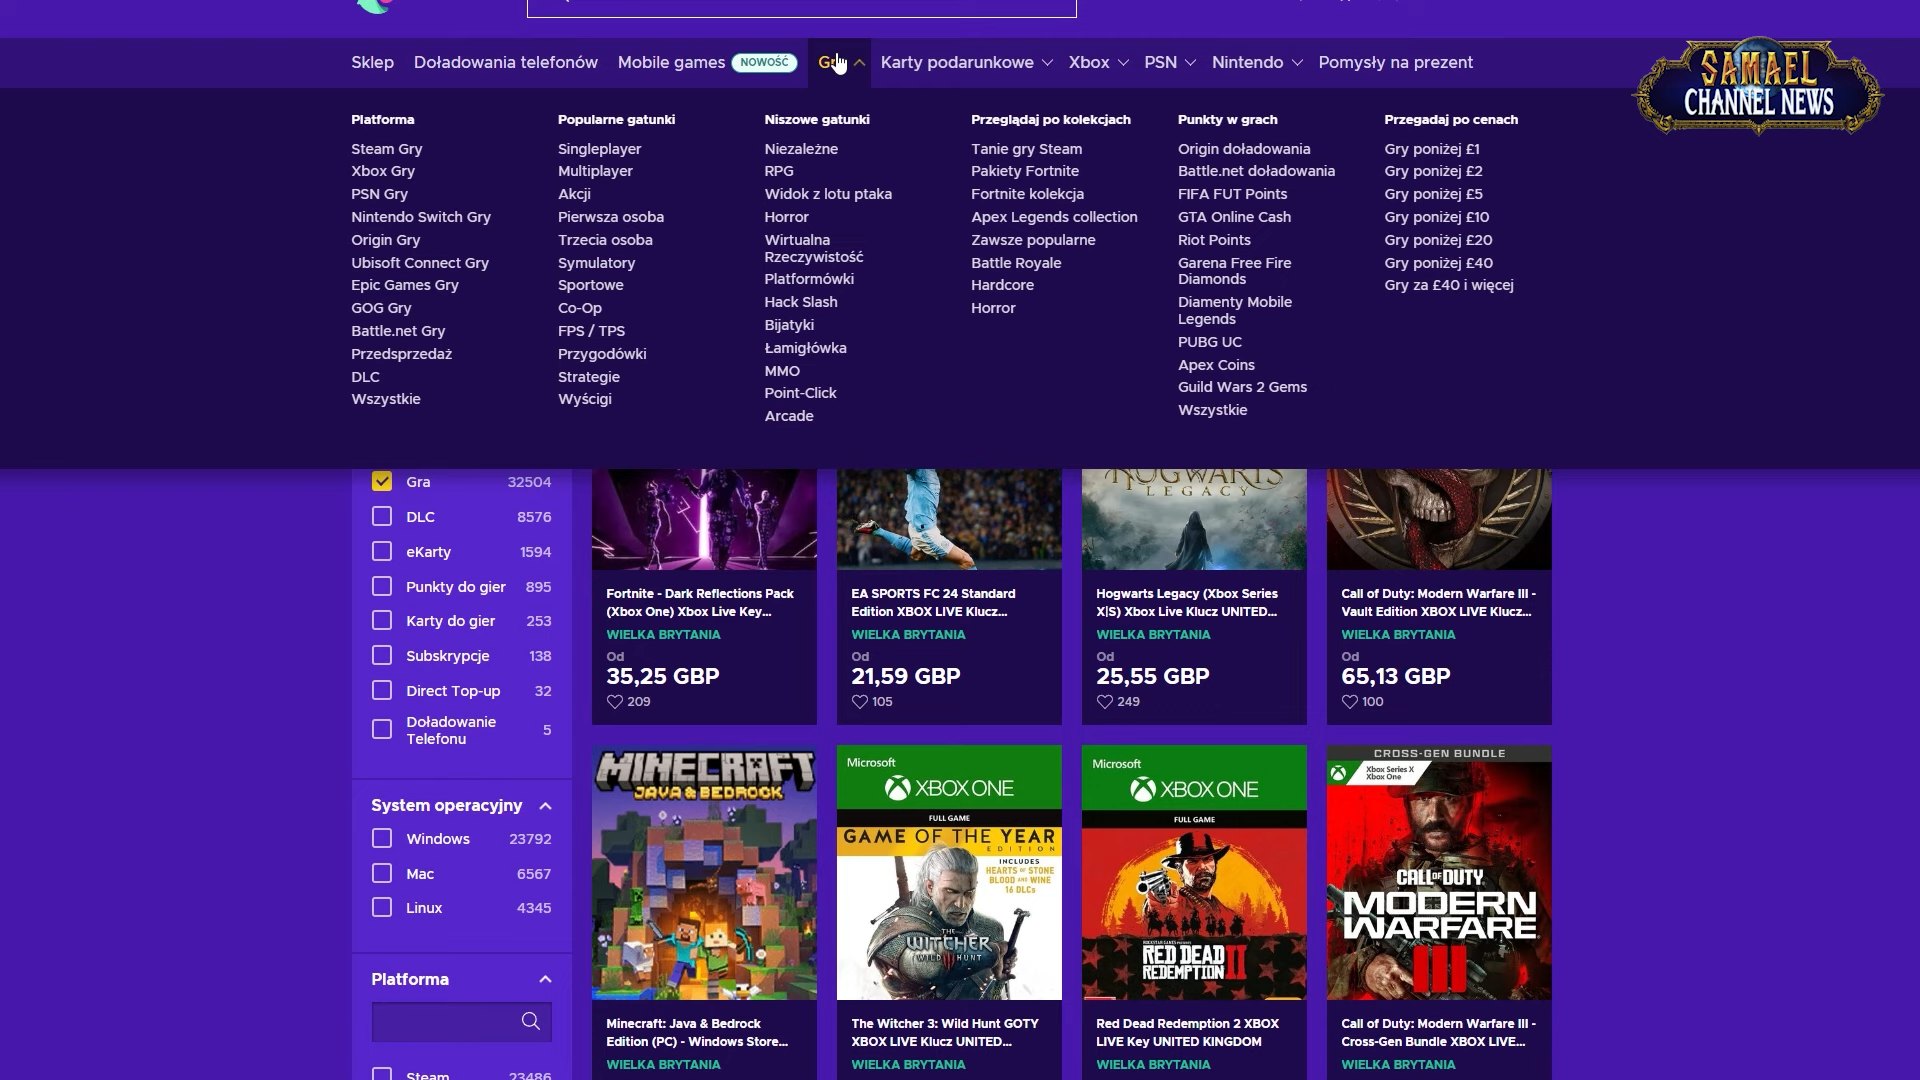 Sklep Doładowania telefonów Mobile games NOWOŚĆ Karty podarunkowe Xbox PSN Nintendo Pomysły na prezent
SAMAEL
CHANNEL NEWS
Platforma
Steam Gry
Xbox Gry
PSN Gry
Nintendo Switch Gry
Origin Gry
Ubisoft Connect Gry
Epic Games Gry
GOG Gry
Battle.net Gry
Przedsprzedaż
DLC
Wszystkie
Popularne gatunki
Singleplayer
Multiplayer
Akcji
Pierwsza osoba
Trzecia osoba
Symulatory
Sportowe
Co-Op
FPS / TPS
Przygodówki
Strategie
Wyścigi
Niszowe gatunki
Niezależne
RPG
Widok z lotu ptaka
Horror
Wirtualna
Rzeczywistość
Platformówki
Hack Slash
Bijatyki
Łamigłówka
MMO
Point-Click
Arcade
Przeglądaj po kolekcjach
Tanie gry Steam
Pakiety Fortnite
Fortnite kolekcja
Apex Legends collection
Zawsze popularne
Battle Royale
Hardcore
Horror
Punkty w grach
Origin doładowania
Battle.net doładowania
FIFA FUT Points
GTA Online Cash
Riot Points
Garena Free Fire
Diamonds
Diamenty Mobile
Legends
PUBG UC
Apex Coins
Guild Wars 2 Gems
Wszystkie
Przegadaj po cenach
Gry poniżej £1
Gry poniżej £2
Gry poniżej £5
Gry poniżej £10
Gry poniżej £20
Gry poniżej £40
Gry za £40 i więcej
Gra 32504
DLC 8576
eKarty 1594
Punkty do gier 895
Karty do gier 253
Subskrypcje 138
Direct Top-up 32
Doładowanie
Telefonu 5
System operacyjny
Windows 23792
Mac 6567
Linux 4345
Platforma
Steam 23486
Fortnite - Dark Reflections Pack
(Xbox One) Xbox Live Key...
WIELKA BRYTANIA
Od
35,25 GBP
209
EA SPORTS FC 24 Standard
Edition XBOX LIVE Klucz...
WIELKA BRYTANIA
Od
21,59 GBP
105
HOGWARTS
LEGACY
Hogwarts Legacy (Xbox Series
X|S) Xbox Live Klucz UNITED...
WIELKA BRYTANIA
Od
25,55 GBP
249
Call of Duty: Modern Warfare III -
Vault Edition XBOX LIVE Klucz...
WIELKA BRYTANIA
Od
65,13 GBP
100
MINECRAFT
JAVA & BEDROCK
Minecraft: Java & Bedrock
Edition (PC) - Windows Store...
WIELKA BRYTANIA
Microsoft
XBOX ONE
FULL GAME
GAME OF THE YEAR
EDITION
INCLUDES
HEARTS OF STONE
BLOOD AND WINE
16 DLCs
THE
WITCHER
WILD HUNT
The Witcher 3: Wild Hunt GOTY
XBOX LIVE Klucz UNITED...
WIELKA BRYTANIA
Microsoft
XBOX ONE
FULL GAME
RED DEAD
REDEMPTION II
Red Dead Redemption 2 XBOX
LIVE Key UNITED KINGDOM
WIELKA BRYTANIA
CROSS-GEN BUNDLE
Xbox Series X
Xbox One
CALL OF DUTY
MODERN
WARFARE
III
Call of Duty: Modern Warfare III -
Cross-Gen Bundle XBOX LIVE...
WIELKA BRYTANIA